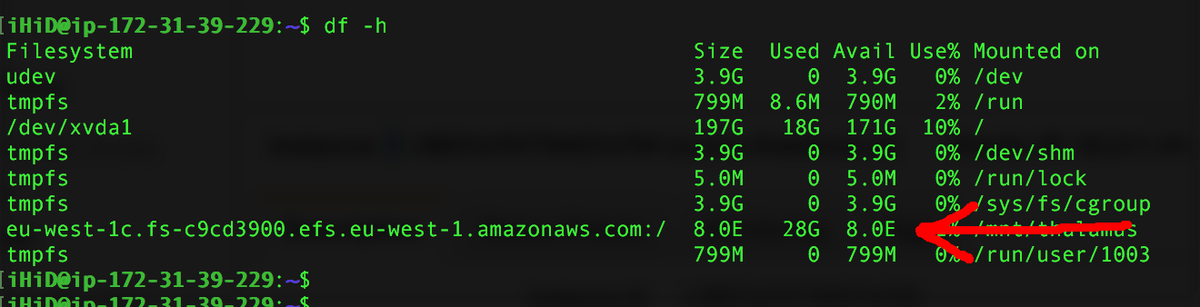 [iHiD@ip-172-31-39-229:~$ df -h
Filesystem Size Used Avail Use% Mounted on
udev 3.9G 0 3.9G 0% /dev
tmpfs 799M 8.6M 790M 2% /run
/dev/xvda1 197G 18G 171G 10% /
tmpfs 3.9G 0 3.9G 0% /dev/shm
tmpfs 5.0M 0 5.0M 0% /run/lock
tmpfs 3.9G 0 3.9G 0% /sys/fs/cgroup
eu-west-1c.fs-c9cd3900.efs.eu-west-1.amazonaws.com:/ 8.0E 28G 8.0E /mnt/thalamus
tmpfs 799M 0 799M 0% /run/user/1003
[iHiD@ip-172-31-39-229:~$
[iHiD@ip-172-31-39-229:~$